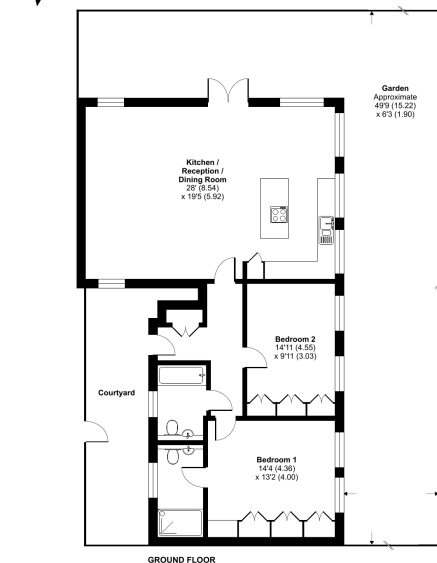 Garden
Approximate
49'9 (15.22)
x 6'3 (1.90)
Kitchen /
Reception /
Dining Room
28' (8.54)
x 19'5 (5.92)
Bedroom 2
14'11 (4.55)
x 9'11 (3.03)
Courtyard
Bedroom 1
14'4 (4.36)
x 13'2 (4.00)
GROUND FLOOR